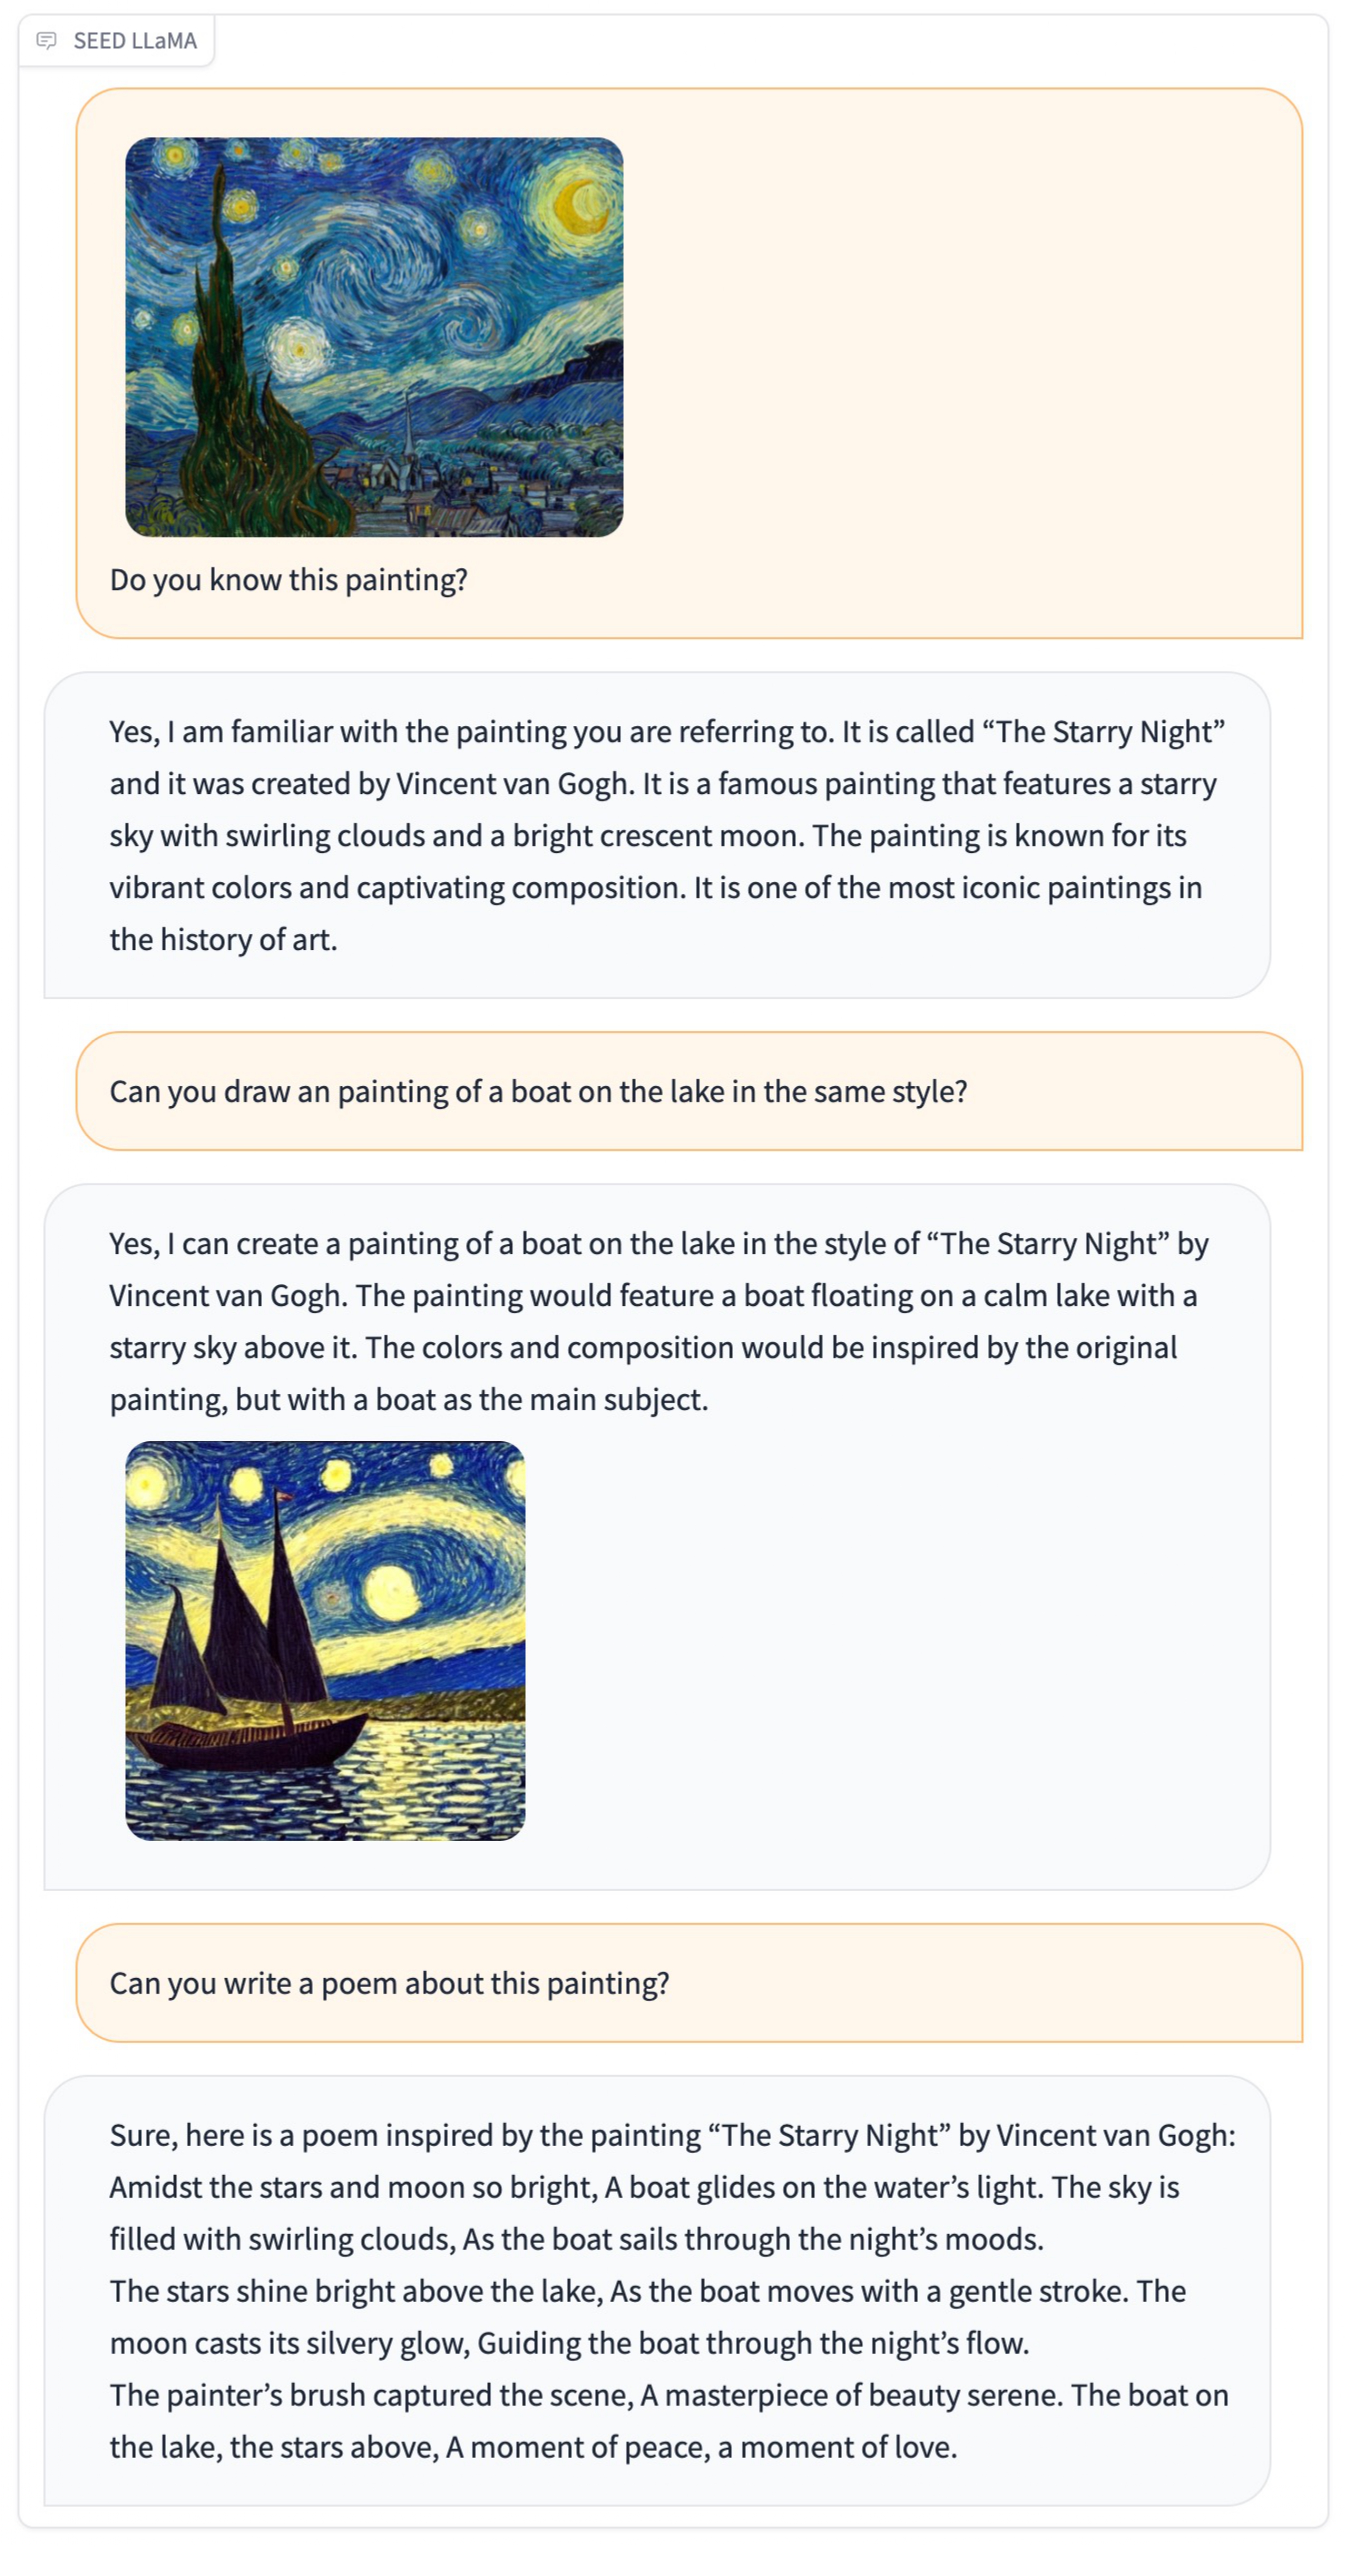 SEED LLaMA
Do you know this painting?
Yes, I am familiar with the painting you are referring to. It is called “The Starry Night”
and it was created by Vincent van Gogh. It is a famous painting that features a starry
sky with swirling clouds and a bright crescent moon. The painting is known for its
vibrant colors and captivating composition. It is one of the most iconic paintings in
the history of art.
Can you draw an painting of a boat on the lake in the same style?
Yes, I can create a painting of a boat on the lake in the style of “The Starry Night” by
Vincent van Gogh. The painting would feature a boat floating on a calm lake with a
starry sky above it. The colors and composition would be inspired by the original
painting, but with a boat as the main subject.
Can you write a poem about this painting?
Sure, here is a poem inspired by the painting “The Starry Night” by Vincent van Gogh:
Amidst the stars and moon so bright, A boat glides on the water’s light. The sky is
filled with swirling clouds, As the boat sails through the night’s moods.
The stars shine bright above the lake, As the boat moves with a gentle stroke. The
moon casts its silvery glow, Guiding the boat through the night’s flow.
The painter’s brush captured the scene, A masterpiece of beauty serene. The boat on
the lake, the stars above, A moment of peace, a moment of love.